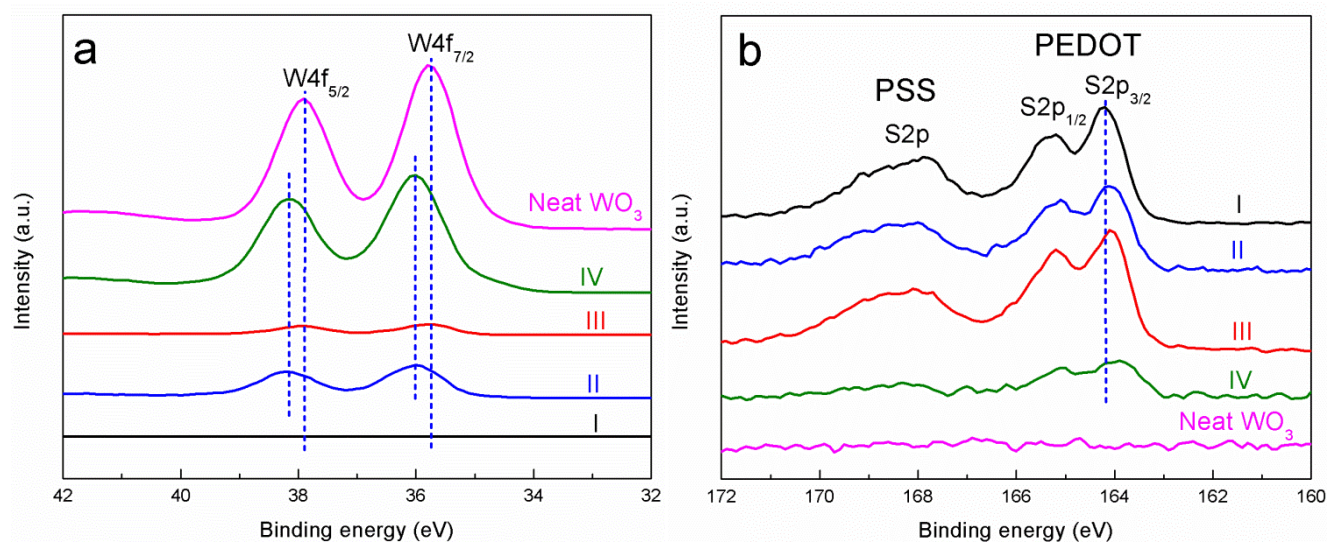 a
W4f5/2
W4f7/2
Neat WO3
IV
III
II
I
Intensity (a.u.)
42 40 38 36 34 32
Binding energy (eV)
b
PEDOT
PSS
S2p3/2
S2p1/2
S2p
I
II
III
IV
Neat WO3
Intensity (a.u.)
172 170 168 166 164 162 160
Binding energy (eV)